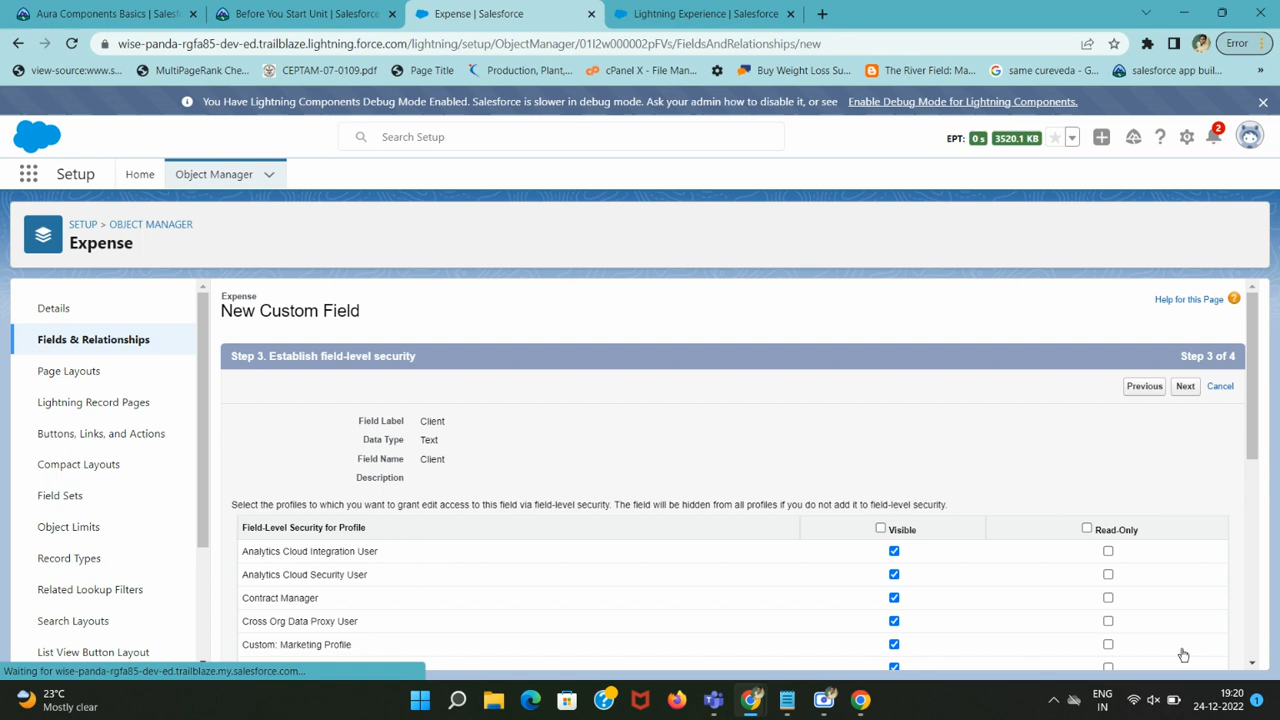 Aura Components Basics | Salesf
Before You Start Unit | Salesforc
Expense | Salesforce
Lightning Experience | Salesforc
wise-panda-rgfa85-dev-ed.trailblaze.lightning.force.com/lightning/setup/ObjectManager/01I2w000002pFVs/FieldsAndRelationships/new
Error
view-source:www.s...
MultiPageRank Che...
CEPTAM-07-0109.pdf
Page Title
Production, Plant,...
cPanel X - File Man...
Buy Weight Loss Su...
The River Field: Ma...
same cureveda - G...
salesforce app buil...
»
You Have Lightning Components Debug Mode Enabled. Salesforce is slower in debug mode. Ask your admin how to disable it, or see Enable Debug Mode for Lightning Components.
Search Setup
EPT: 0 s 3520.1 KB
2
Setup
Home
Object Manager
SETUP > OBJECT MANAGER
Expense
Details
Fields & Relationships
Page Layouts
Lightning Record Pages
Buttons, Links, and Actions
Compact Layouts
Field Sets
Object Limits
Record Types
Related Lookup Filters
Search Layouts
List View Button Layout
Expense
New Custom Field
Help for this Page ?
Step 3. Establish field-level security
Step 3 of 4
Previous Next Cancel
Field Label Client
Data Type Text
Field Name Client
Description
Select the profiles to which you want to grant edit access to this field via field-level security. The field will be hidden from all profiles if you do not add it to field-level security.
Field-Level Security for Profile Visible Read-Only
Analytics Cloud Integration User
Analytics Cloud Security User
Contract Manager
Cross Org Data Proxy User
Custom: Marketing Profile
Waiting for wise-panda-rgfa85-dev-ed.trailblaze.my.salesforce.com...
23°C
Mostly clear
ENG
IN
19:20
24-12-2022
1